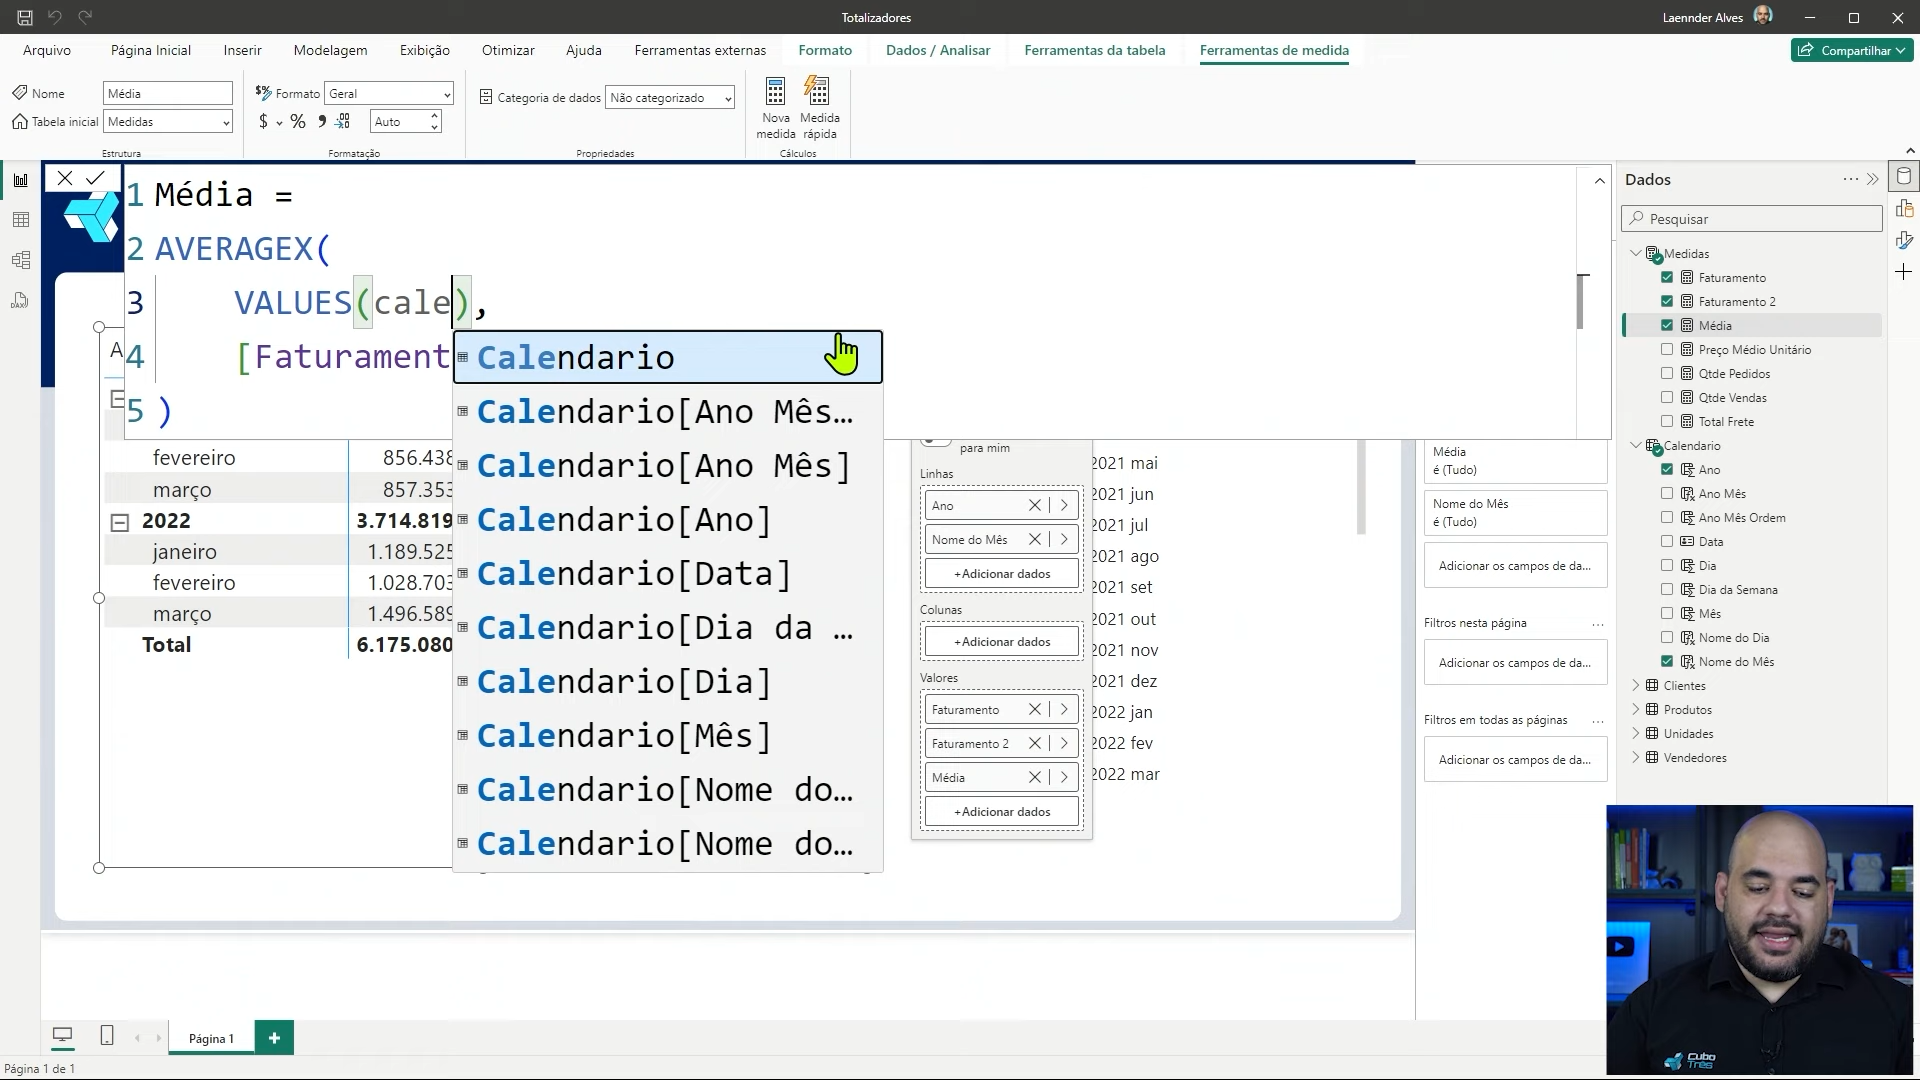 Totalizadores
Laennder Alves
Arquivo
Página Inicial
Inserir
Modelagem
Exibição
Otimizar
Ajuda
Ferramentas externas
Formato
Dados / Analisar
Ferramentas da tabela
Ferramentas de medida
Compartilhar
Nome
Média
Tabela inicial
Medidas
Estrutura
Formato
Geral
$ % 9
Auto
Formatação
Categoria de dados
Não categorizado
Propriedades
Nova medida
Medida rápida
Cálculos
1 Média =
2 AVERAGEX(
3 VALUES(cale),
4 [Faturament
5 )
Calendario
Calendario[Ano Mês…
Calendario[Ano Mês]
Calendario[Ano]
Calendario[Data]
Calendario[Dia da …
Calendario[Dia]
Calendario[Mês]
Calendario[Nome do…
Calendario[Nome do…
A
fevereiro 856.438
março 857.353
2022 3.714.819
janeiro 1.189.525
fevereiro 1.028.703
março 1.496.589
Total 6.175.080
para mim
Linhas
Ano
Nome do Mês
+Adicionar dados
Colunas
+Adicionar dados
Valores
Faturamento
Faturamento 2
Média
+Adicionar dados
2021 mai
2021 jun
2021 jul
2021 ago
2021 set
2021 out
2021 nov
2021 dez
2022 jan
2022 fev
2022 mar
Média
é (Tudo)
Nome do Mês
é (Tudo)
Adicionar os campos de da...
Filtros nesta página
Adicionar os campos de da...
Filtros em todas as páginas
Adicionar os campos de da...
Dados
Pesquisar
Medidas
Faturamento
Faturamento 2
Média
Preço Médio Unitário
Qtde Pedidos
Qtde Vendas
Total Frete
Calendario
Ano
Ano Mês
Ano Mês Ordem
Data
Dia
Dia da Semana
Mês
Nome do Dia
Nome do Mês
Clientes
Produtos
Unidades
Vendedores
DAX
Página 1
Página 1 de 1
Cubo
Três